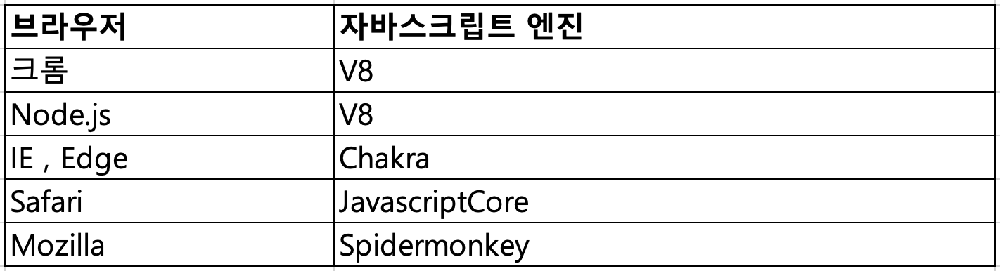 브라우저 자바스크립트 엔진
크롬 V8
Node.js V8
IE , Edge Chakra
Safari JavascriptCore
Mozilla Spidermonkey